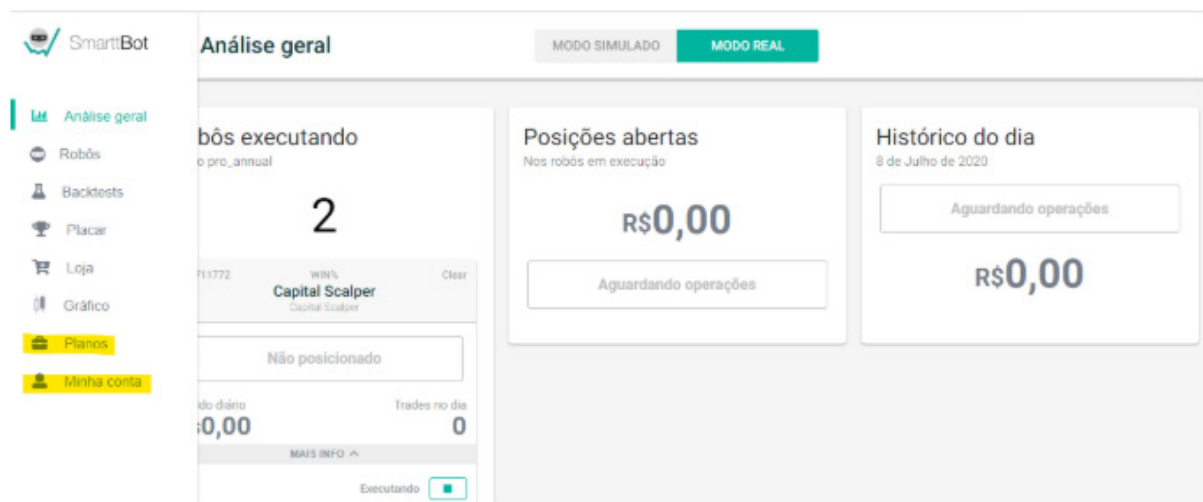 SmarttBot
Análise geral
MODO SIMULADO
MODO REAL
Análise geral
Robôs
Backtests
Placar
Loja
Gráfico
Planos
Minha conta
bôs executando
o pro_annual
2
711772
WIN%
Clear
Capital Scalper
Capital Scalper
Não posicionado
ido diário
0,00
Trades no dia
0
MAIS INFO
Executando
Posições abertas
Nos robôs em execução
R$0,00
Aguardando operações
Histórico do dia
8 de Julho de 2020
Aguardando operações
R$0,00